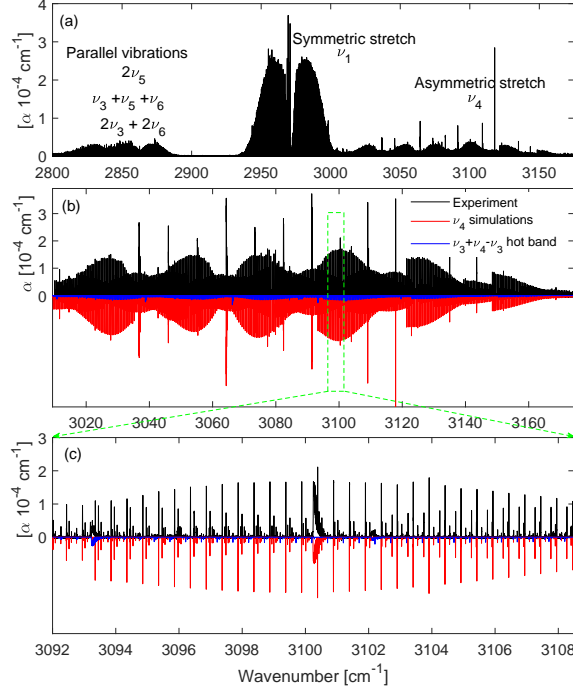 (a)
Parallel vibrations
2ν5
ν3 +ν5 +ν6
2ν3 + 2ν6
Symmetric stretch
ν1
Asymmetric stretch
ν4
[α 10-4 cm-1]
4
3
2
1
0
2800 2850 2900 2950 3000 3050 3100 3150
(b)
Experiment
ν4 simulations
ν3+ν4-ν3 hot band
α [10-4 cm-1]
3
2
1
0
3020 3040 3060 3080 3100 3120 3140 3160
(c)
[α 10-4 cm-1]
3
2
1
0
3092 3094 3096 3098 3100 3102 3104 3106 3108
Wavenumber [cm-1]